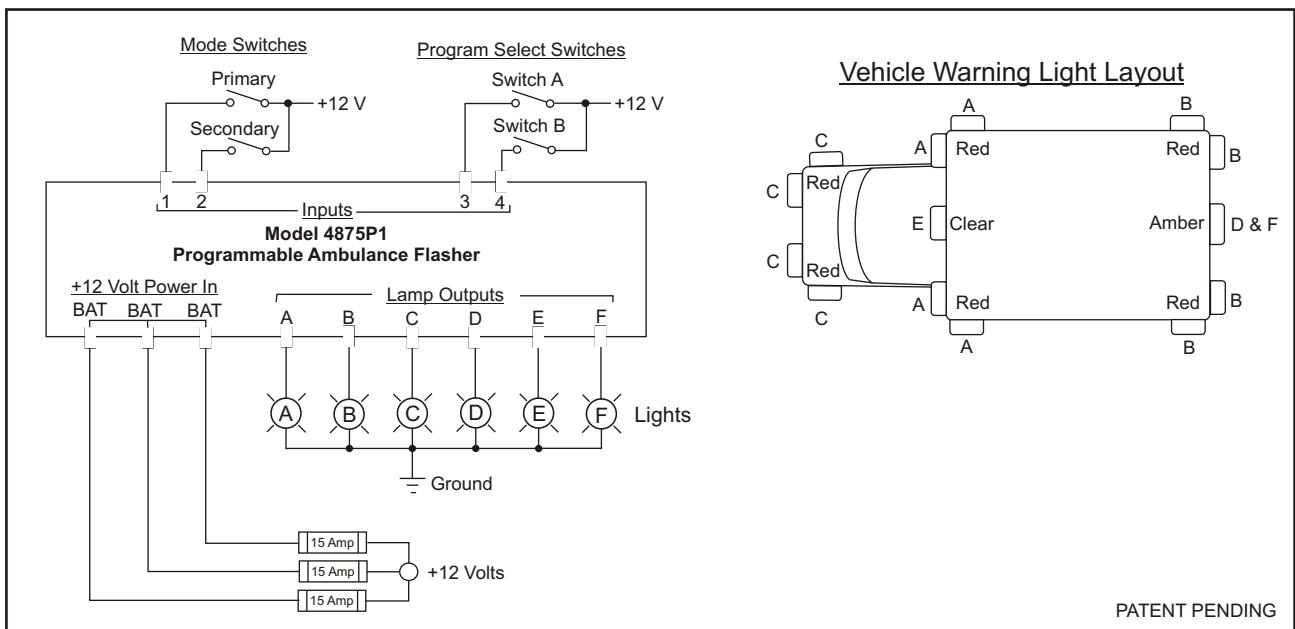 Mode Switches
Primary
+12 V
Secondary
Program Select Switches
Switch A
+12 V
Switch B
1 2 3 4
Inputs
Model 4875P1
Programmable Ambulance Flasher
+12 Volt Power In
BAT BAT BAT
Lamp Outputs
A B C D E F
A B C D E F Lights
Ground
15 Amp
15 Amp +12 Volts
15 Amp
Vehicle Warning Light Layout
A B
C A Red Red B
C Red
E Clear Amber D & F
C Red
A Red Red B
C
A B
PATENT PENDING